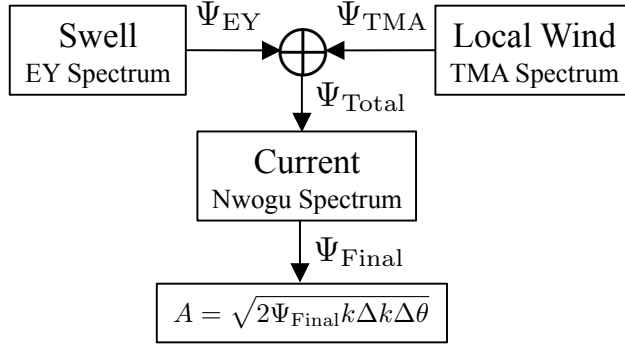 Swell
EY Spectrum
Ψ_EY
Ψ_TMA
Local Wind
TMA Spectrum
Ψ_Total
Current
Nwogu Spectrum
Ψ_Final
A = √(2Ψ_Final kΔkΔθ)